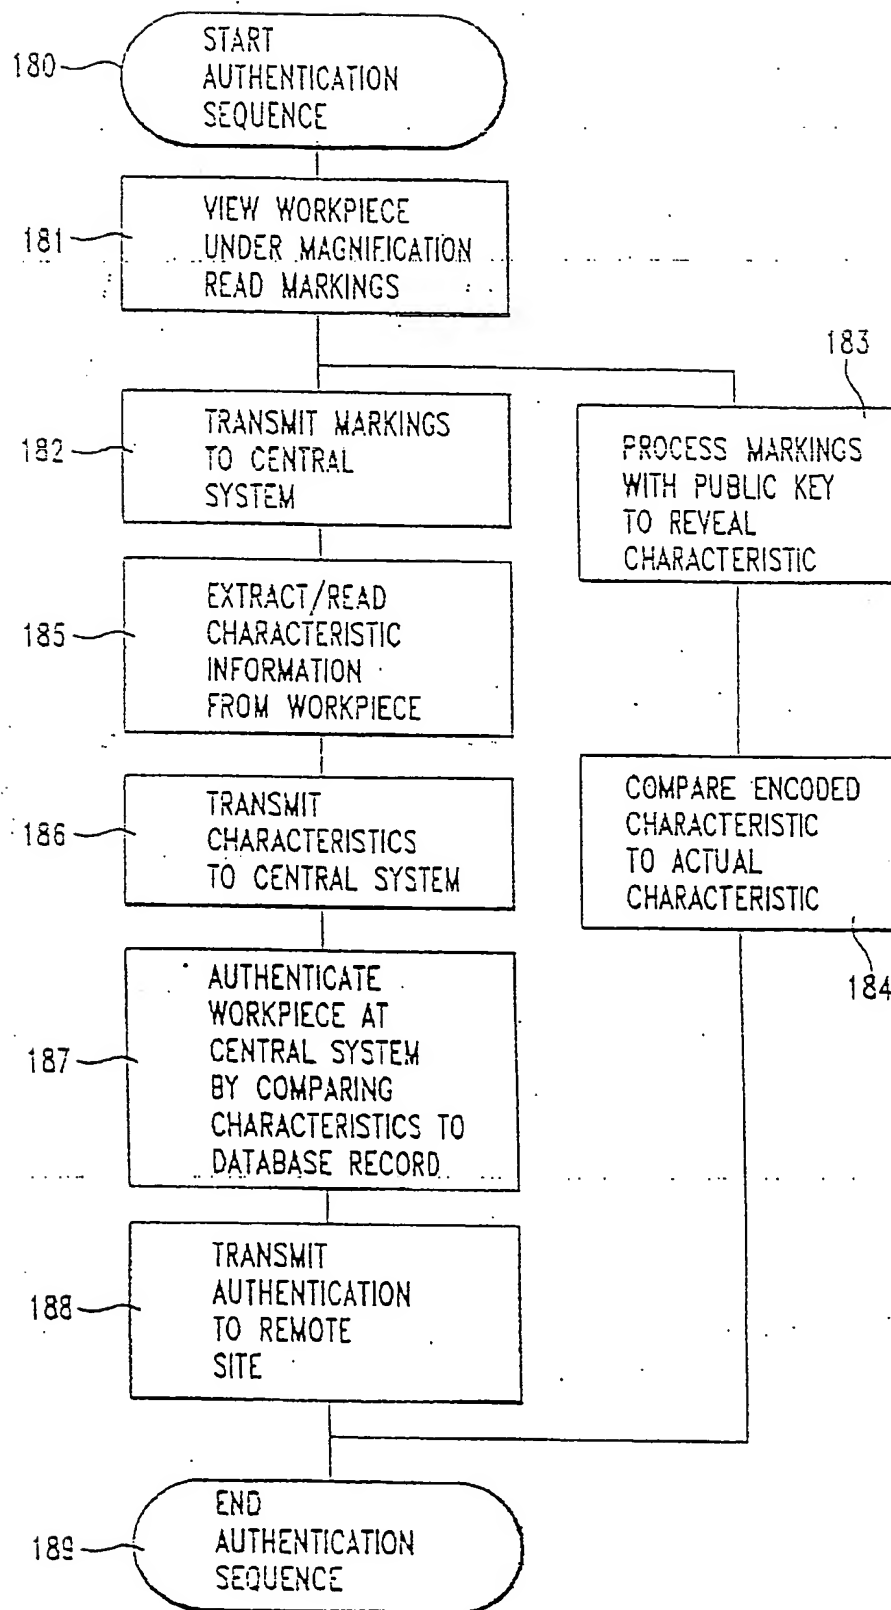 180
START
AUTHENTICATION
SEQUENCE
181
VIEW WORKPIECE
UNDER MAGNIFICATION
READ MARKINGS
182
TRANSMIT MARKINGS
TO CENTRAL
SYSTEM
183
PROCESS MARKINGS
WITH PUBLIC KEY
TO REVEAL
CHARACTERISTIC
185
EXTRACT/READ
CHARACTERISTIC
INFORMATION
FROM WORKPIECE
186
TRANSMIT
CHARACTERISTICS
TO CENTRAL SYSTEM
COMPARE ENCODED
CHARACTERISTIC
TO ACTUAL
CHARACTERISTIC
184
187
AUTHENTICATE
WORKPIECE AT
CENTRAL SYSTEM
BY COMPARING
CHARACTERISTICS TO
DATABASE RECORD
188
TRANSMIT
AUTHENTICATION
TO REMOTE
SITE
189
END
AUTHENTICATION
SEQUENCE